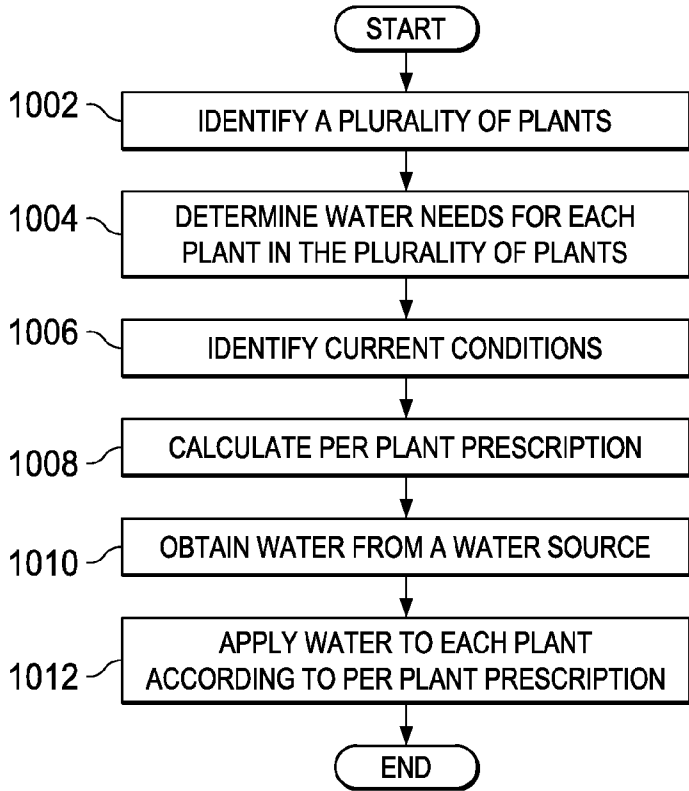 START
1002
IDENTIFY A PLURALITY OF PLANTS
1004
DETERMINE WATER NEEDS FOR EACH
PLANT IN THE PLURALITY OF PLANTS
1006
IDENTIFY CURRENT CONDITIONS
1008
CALCULATE PER PLANT PRESCRIPTION
1010
OBTAIN WATER FROM A WATER SOURCE
1012
APPLY WATER TO EACH PLANT
ACCORDING TO PER PLANT PRESCRIPTION
END